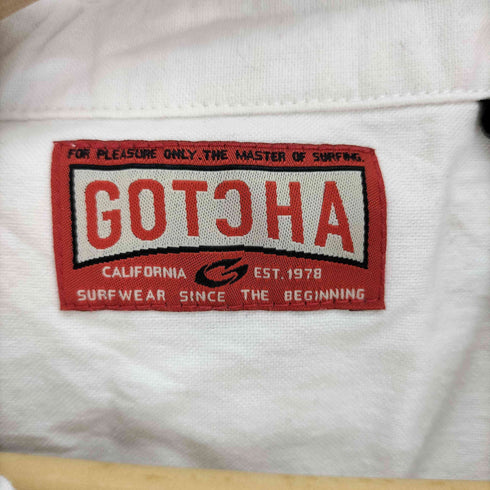 FOR PLEASURE ONLY. THE MASTER OF SURFING.
GOTCHA
CALIFORNIA EST. 1978
SURFWEAR SINCE THE BEGINNING